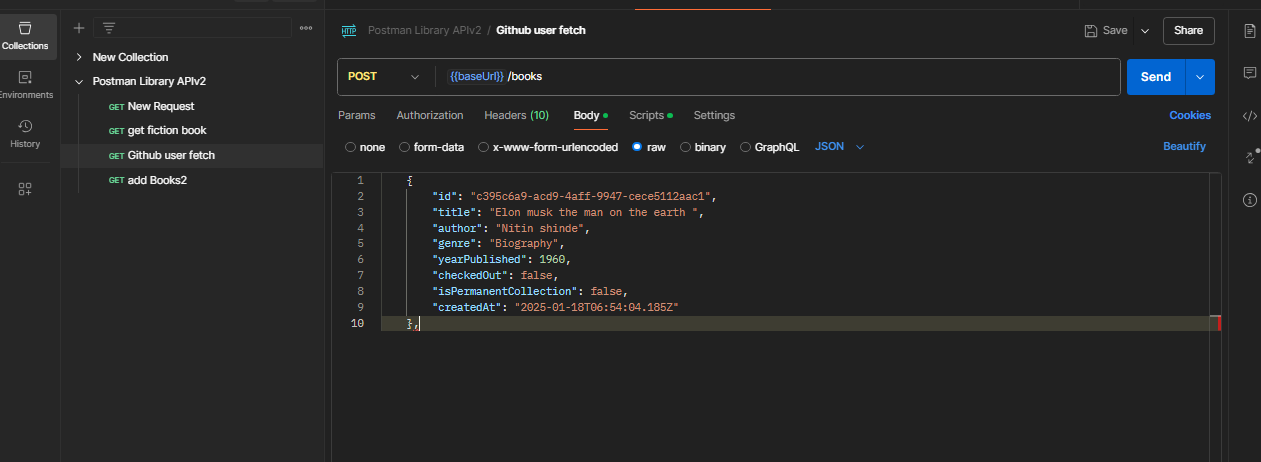 Collections
Environments
History
New Collection
Postman Library APIv2
GET New Request
GET get fiction book
GET Github user fetch
GET add Books2
HTTP Postman Library APIv2 / Github user fetch
Save
Share
POST
{{baseUrl}} /books
Send
Params Authorization Headers (10) Body Scripts Settings
Cookies
none form-data x-www-form-urlencoded raw binary GraphQL JSON
Beautify
1 {
2 "id": "c395c6a9-acd9-4aff-9947-cece5112aac1",
3 "title": "Elon musk the man on the earth ",
4 "author": "Nitin shinde",
5 "genre": "Biography",
6 "yearPublished": 1960,
7 "checkedOut": false,
8 "isPermanentCollection": false,
9 "createdAt": "2025-01-18T06:54:04.185Z"
10 },